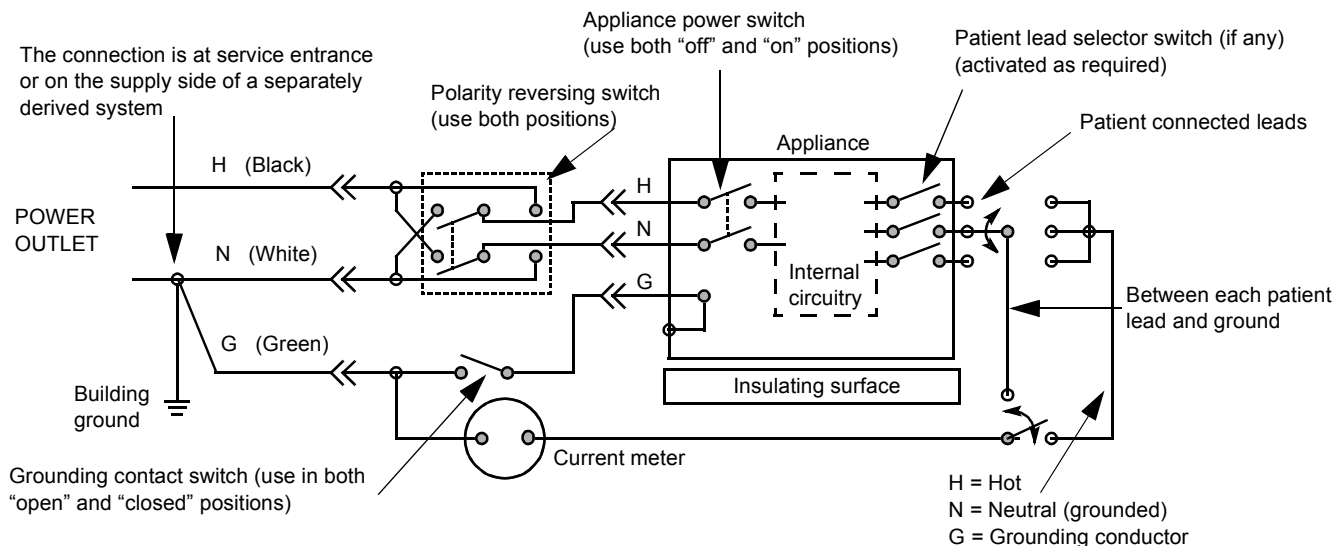 Appliance power switch
(use both “off” and “on” positions)
The connection is at service entrance
or on the supply side of a separately
derived system
Patient lead selector switch (if any)
(activated as required)
Polarity reversing switch
(use both positions)
Patient connected leads
Appliance
H (Black)
H
POWER
OUTLET
N (White)
N
Internal
circuitry
G
Between each patient
lead and ground
G (Green)
Insulating surface
Building
ground
Current meter
Grounding contact switch (use in both
“open” and “closed” positions)
H = Hot
N = Neutral (grounded)
G = Grounding conductor